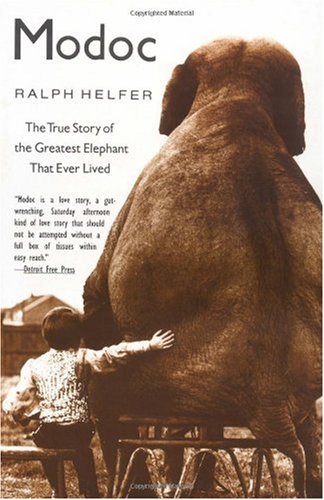 Copyrighted Material
Modoc
RALPH HELFER
The True Story of
the Greatest Elephant
That Ever Lived
"Modoc is a love story, a gut-
wrenching, Saturday afternoon
kind of love story that should
not be attempted without a
full box of tissues within
easy reach."
—Detroit Free Press
Copyrighted Material